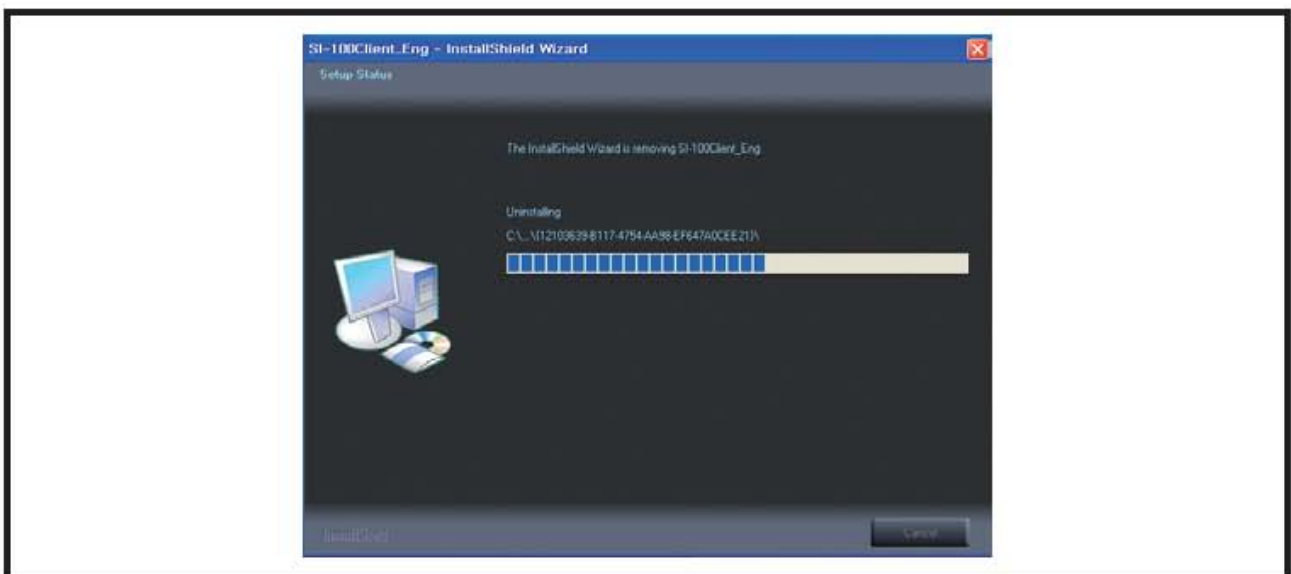 SI-100Client_Eng - InstallShield Wizard
Setup Status
The InstallShield Wizard is removing SI-100Client_Eng
Uninstalling
C:\...\{12103639-B117-4754-AA98-EF647A0CEE21}\
InstallShield
Cancel